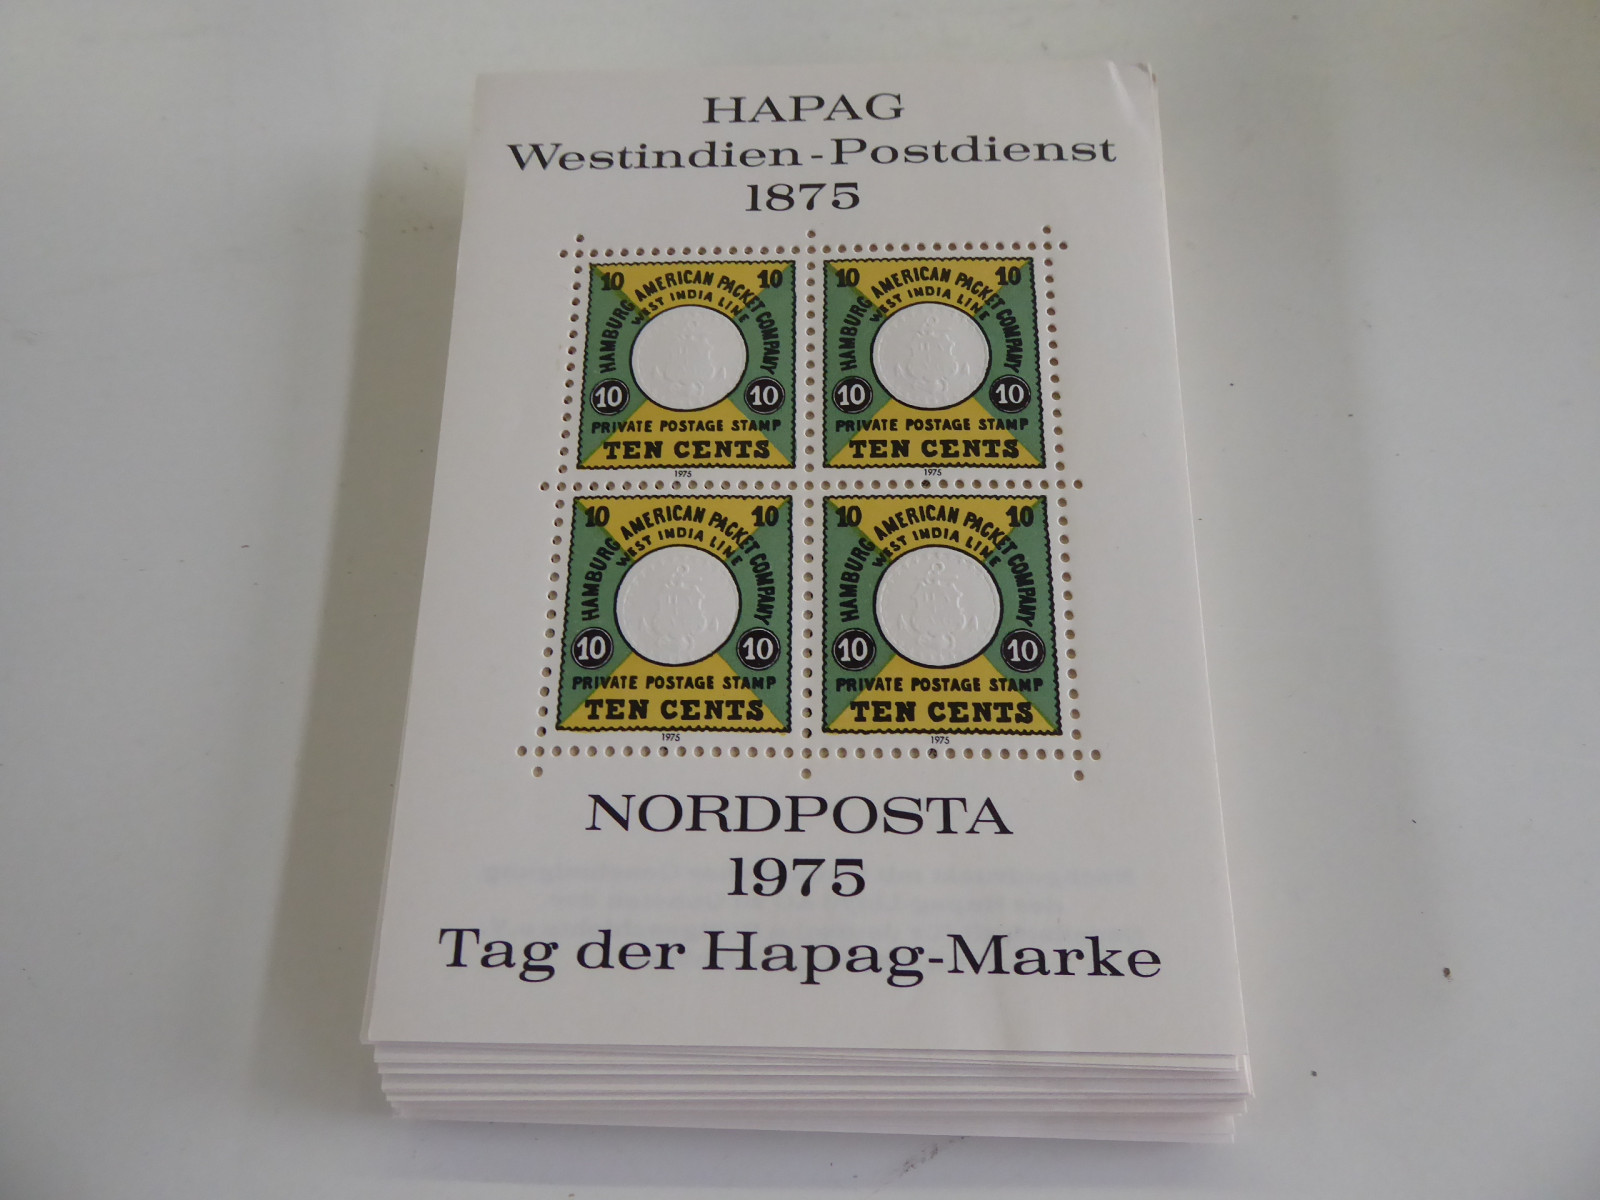 HAPAG
Westindien-Postdienst
1875
10 10
HAMBURG AMERICAN PACKET COMPANY
WEST INDIA LINE
10 10
PRIVATE POSTAGE STAMP
TEN CENTS
1975
10 10
HAMBURG AMERICAN PACKET COMPANY
WEST INDIA LINE
10 10
PRIVATE POSTAGE STAMP
TEN CENTS
1975
10 10
HAMBURG AMERICAN PACKET COMPANY
WEST INDIA LINE
10 10
PRIVATE POSTAGE STAMP
TEN CENTS
1975
10 10
HAMBURG AMERICAN PACKET COMPANY
WEST INDIA LINE
10 10
PRIVATE POSTAGE STAMP
TEN CENTS
1975
NORDPOSTA
1975
Tag der Hapag-Marke